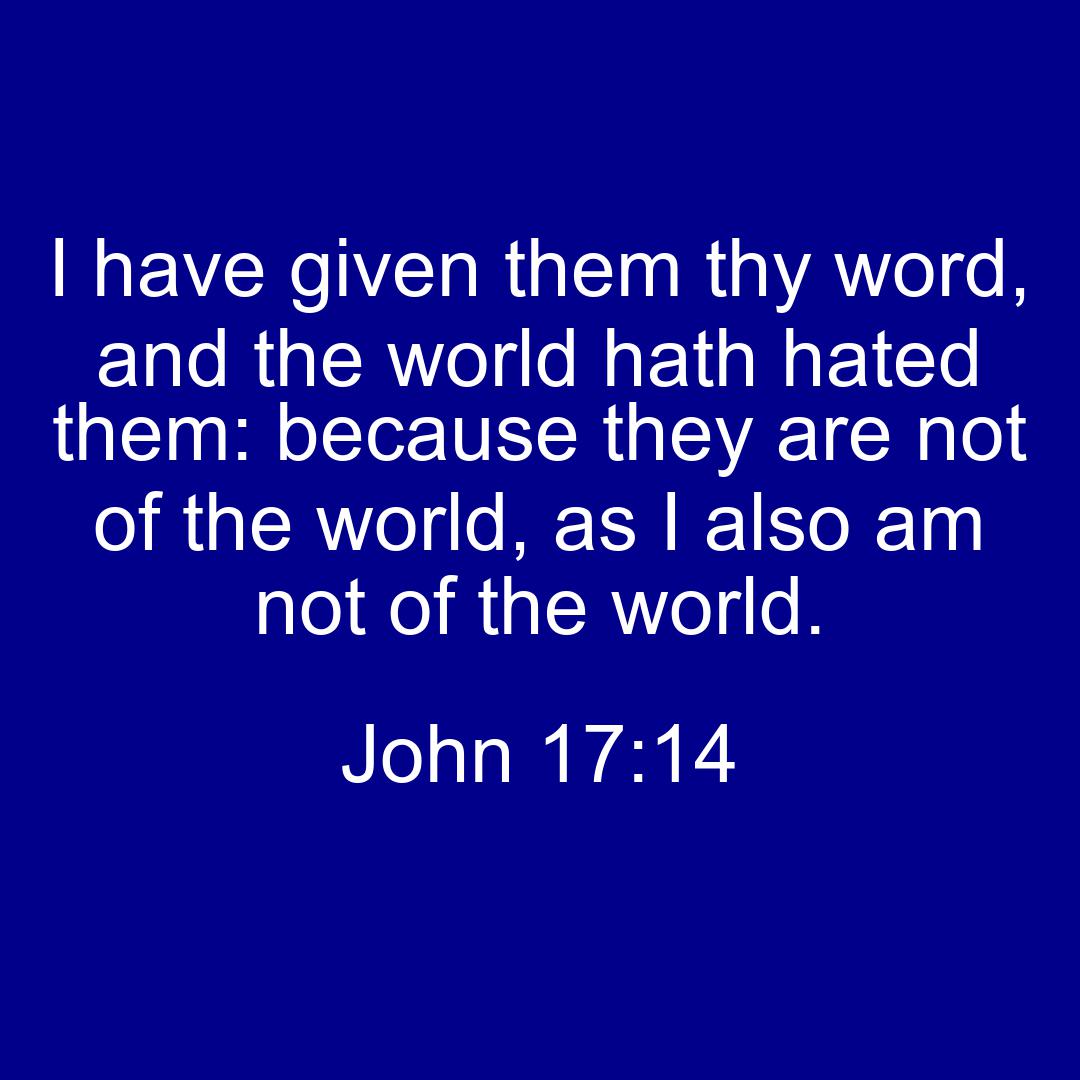 I have given them thy word,
and the world hath hated
them: because they are not
of the world, as I also am
not of the world.
John 17:14